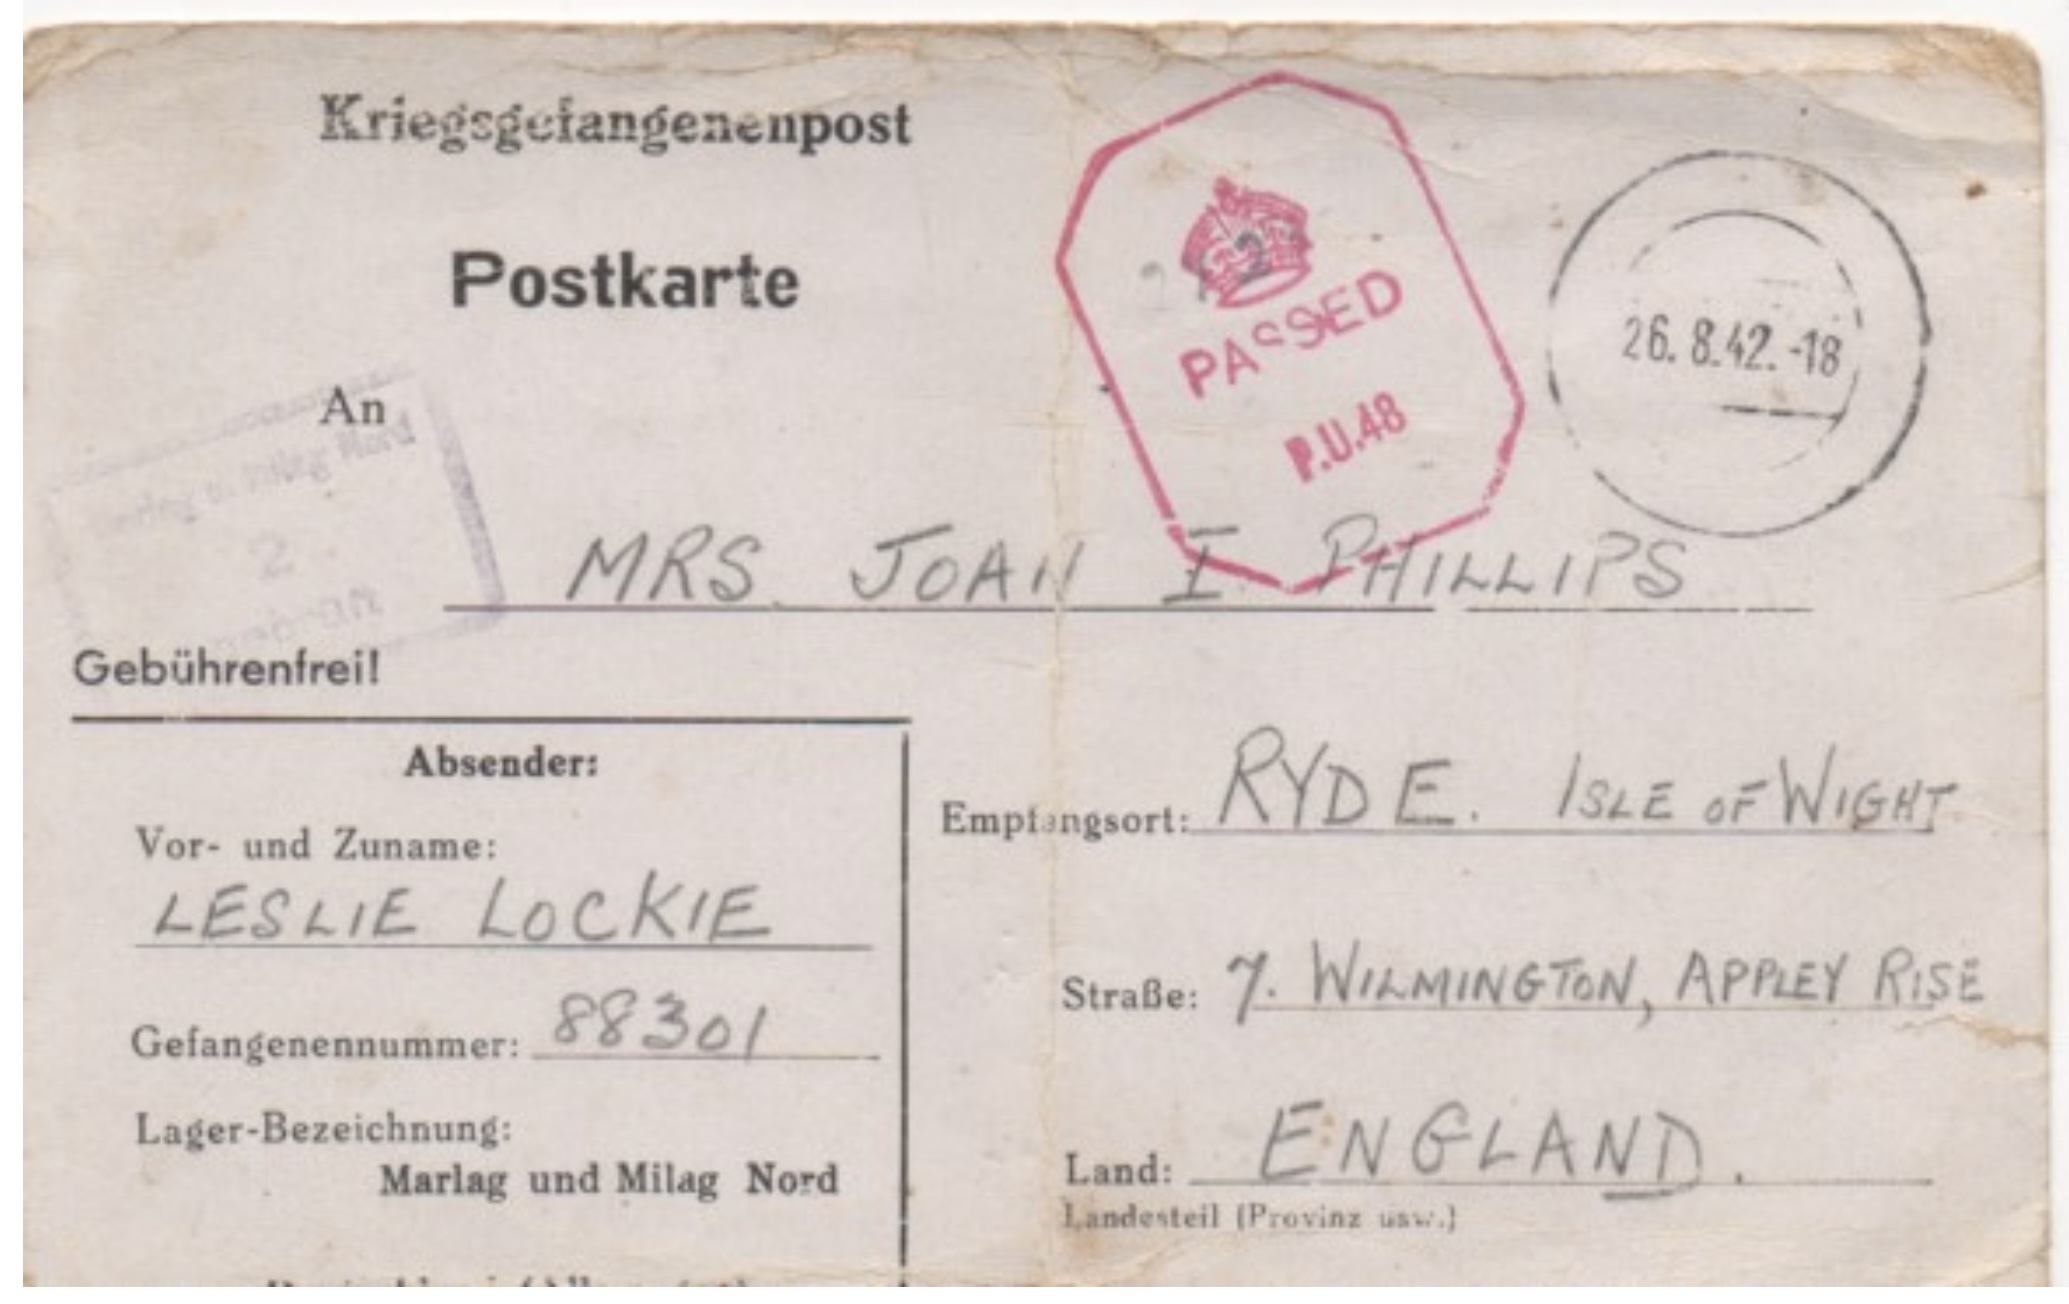 Kriegsgefangenenpost
Postkarte
PASSED
P.U.48
26. 8.42. -18
An
Nord
2
MRS. JOAN I. PHILLIPS
Gebührenfrei!
Absender:
Vor- und Zuname:
LESLIE LOCKIE
Gefangenennummer: 88301
Lager-Bezeichnung:
Marlag und Milag Nord
Empfangsort: RYDE. ISLE OF WIGHT
Straße: 7. WILMINGTON, APPLEY RISE
Land: ENGLAND.
Landesteil (Provinz usw.)